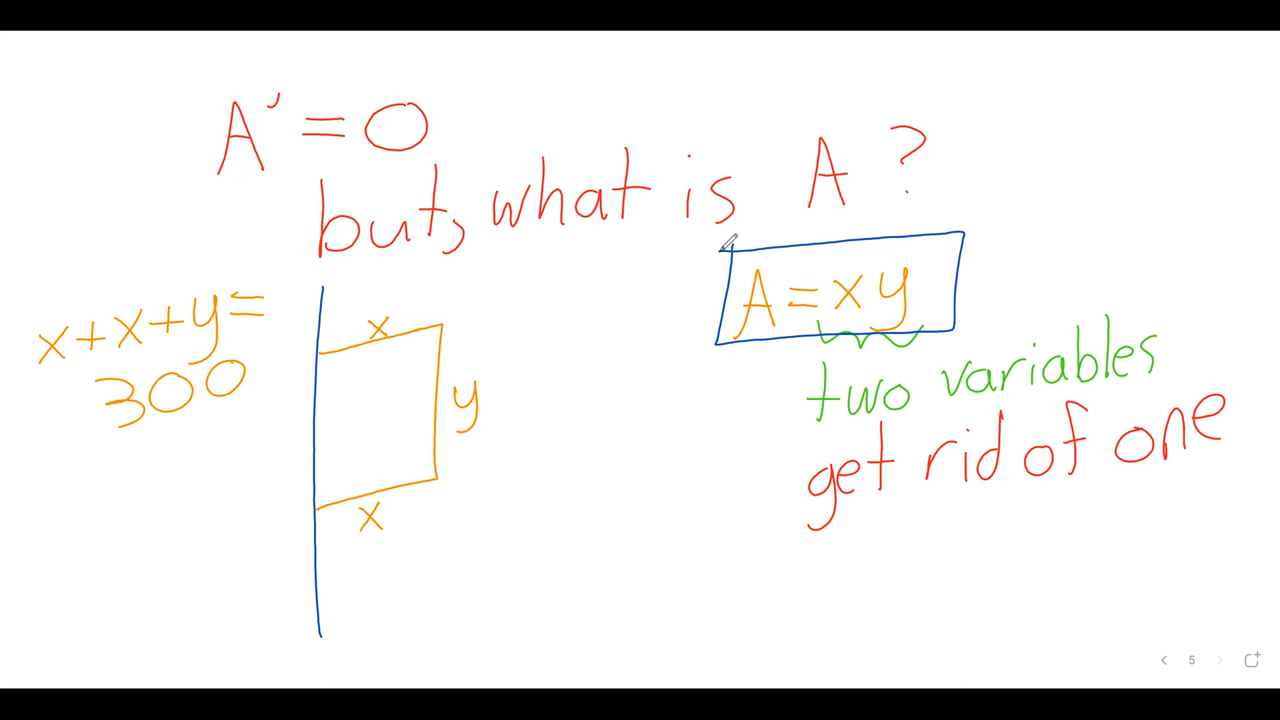 A' = 0
but, what is A ?
A = xy
two variables
get rid of one
x + x + y =
300
x
y
x
5